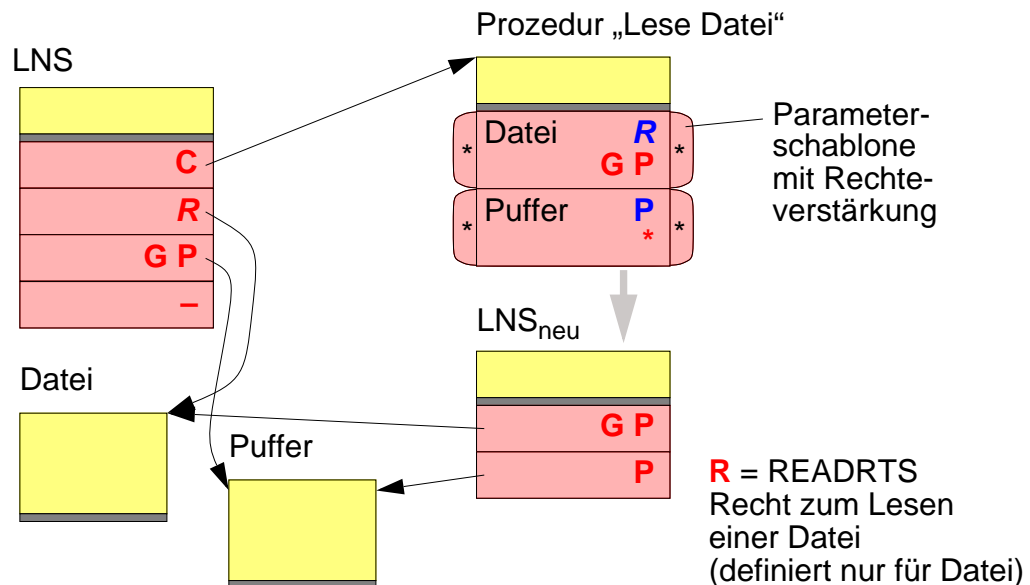 Prozedur „Lese Datei“
LNS
C
R
G P
–
Datei R
* G P *
Puffer P
* * *
Parameter-
schablone
mit Rechte-
verstärkung
LNSneu
G P
P
Datei
Puffer
R = READRTS
Recht zum Lesen
einer Datei
(definiert nur für Datei)